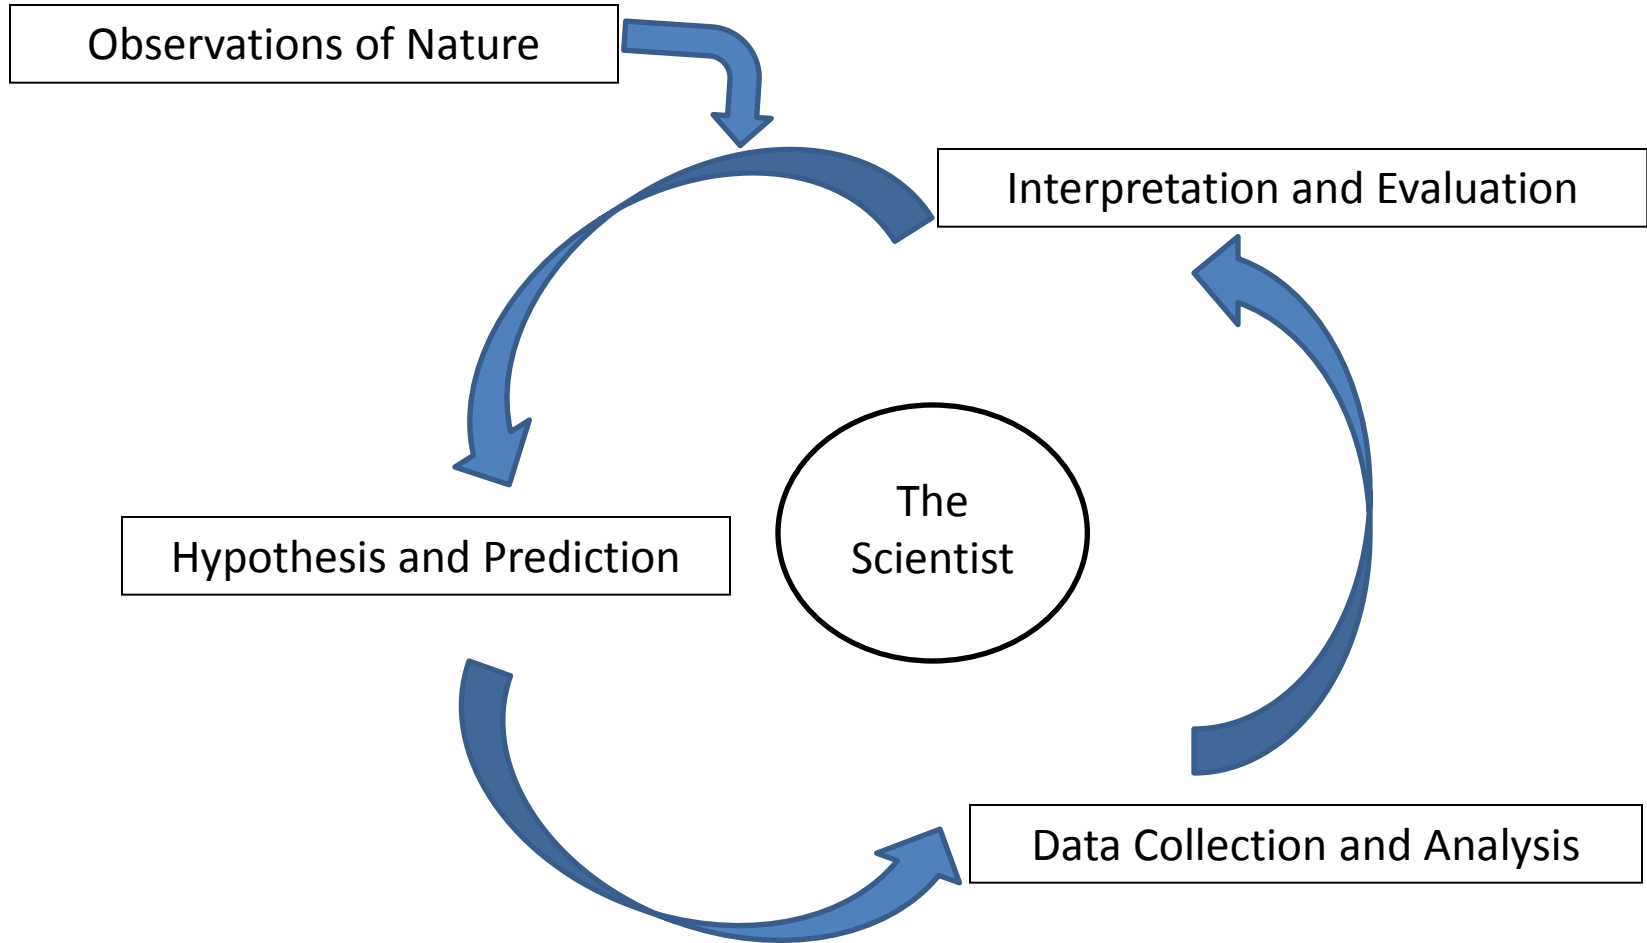 Observations of Nature
Interpretation and Evaluation
The
Scientist
Hypothesis and Prediction
Data Collection and Analysis